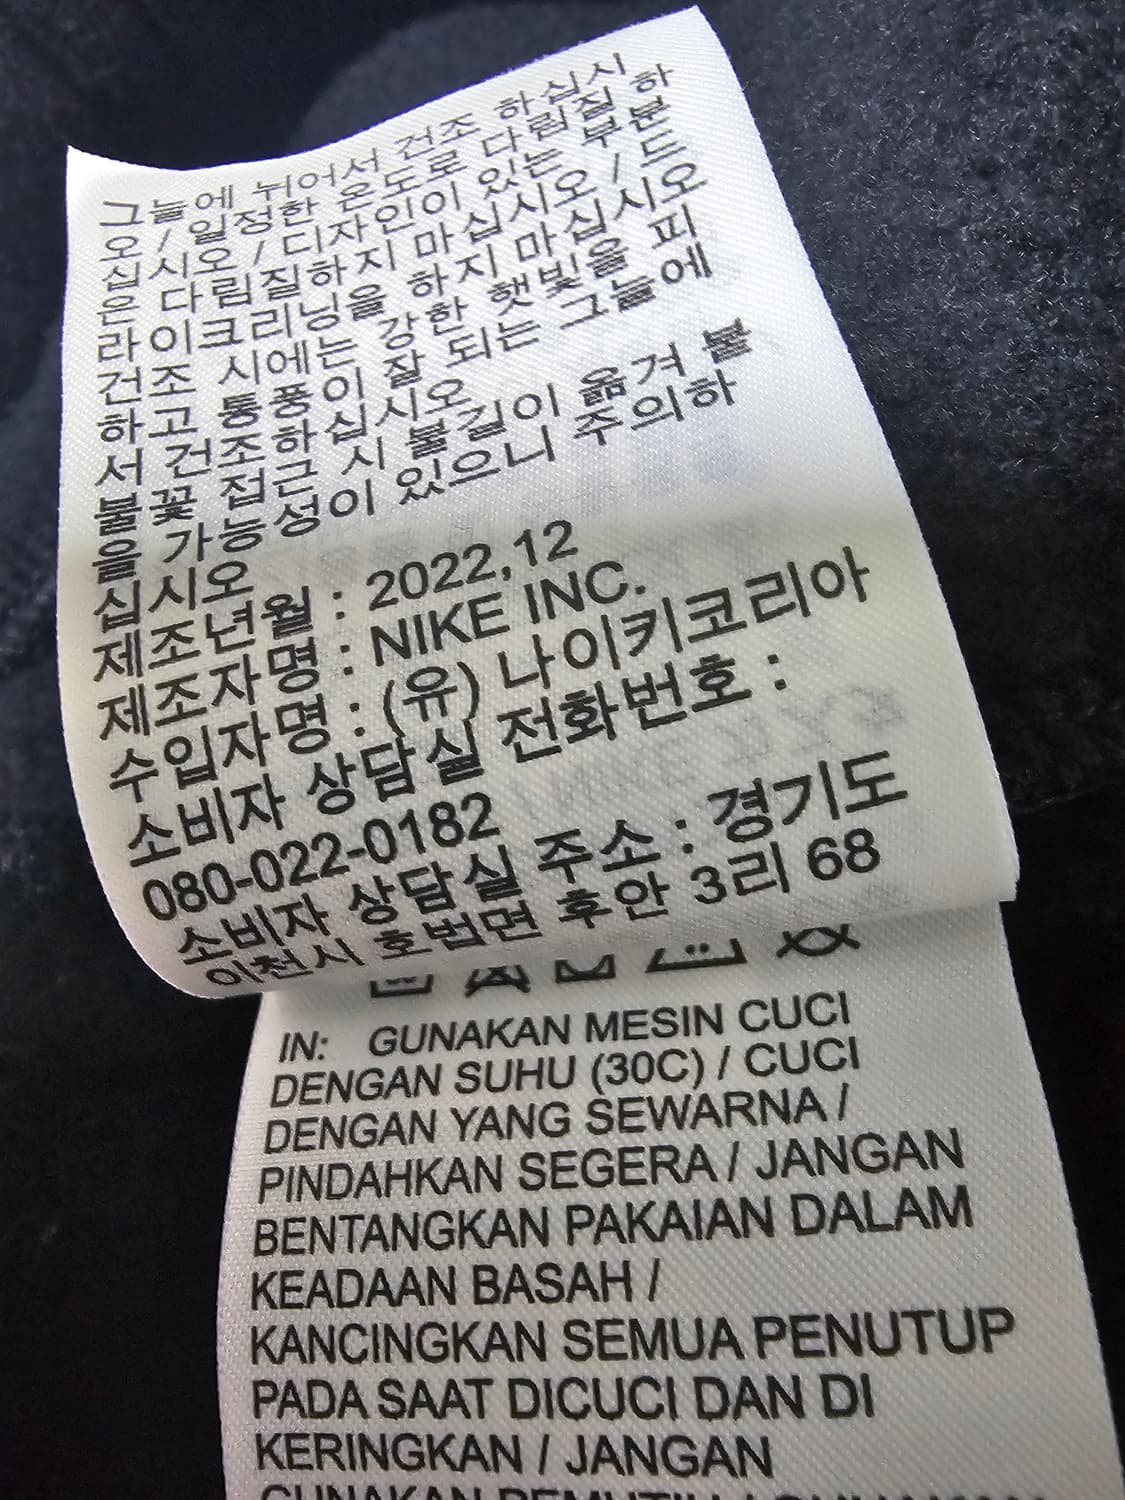 그늘에 뉘어서 건조 하십시
오 / 일정한 온도로 다림질 하
십시오 / 디자인이 있는 부분
은 다림질하지 마십시오 / 드
라이크리닝을 하지 마십시오
건조 시에는 강한 햇빛을 피
하고 통풍이 잘 되는 그늘에
서 건조하십시오
불꽃 접근 시 불길이 옮겨 붙
을 가능성이 있으니 주의하
십시오
제조년월 : 2022,12
제조자명 : NIKE INC.
수입자명 : (유) 나이키코리아
소비자 상담실 전화번호 :
080-022-0182
소비자 상담실 주소 : 경기도
이천시 호법면 후안 3리 68
IN: GUNAKAN MESIN CUCI
DENGAN SUHU (30C) / CUCI
DENGAN YANG SEWARNA /
PINDAHKAN SEGERA / JANGAN
BENTANGKAN PAKAIAN DALAM
KEADAAN BASAH /
KANCINGKAN SEMUA PENUTUP
PADA SAAT DICUCI DAN DI
KERINGKAN / JANGAN